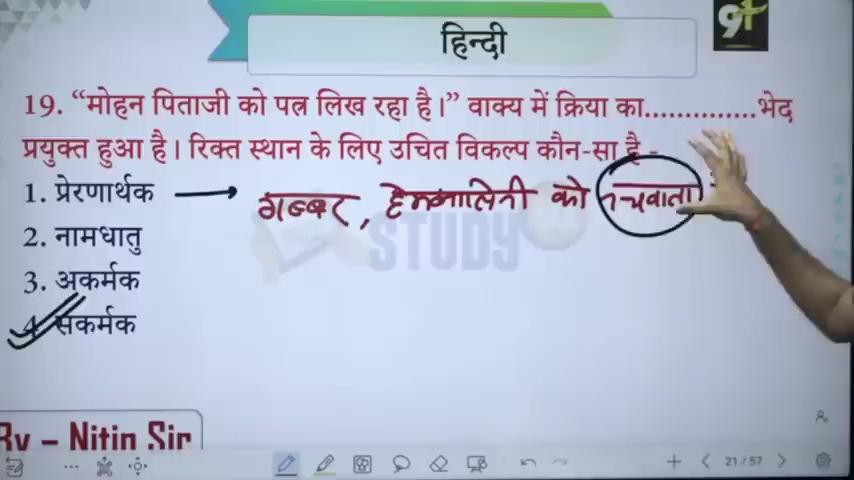 हिन्दी
19. “मोहन पिताजी को पत्र लिख रहा है।” वाक्य में क्रिया का..............भेद
प्रयुक्त हुआ है। रिक्त स्थान के लिए उचित विकल्प कौन-सा है -
1. प्रेरणार्थक
गब्बर, हेमामालिनी को नचवाता
2. नामधातु
3. अकर्मक
4. सकर्मक
STUDY
By – Nitin Sir
21 / 57